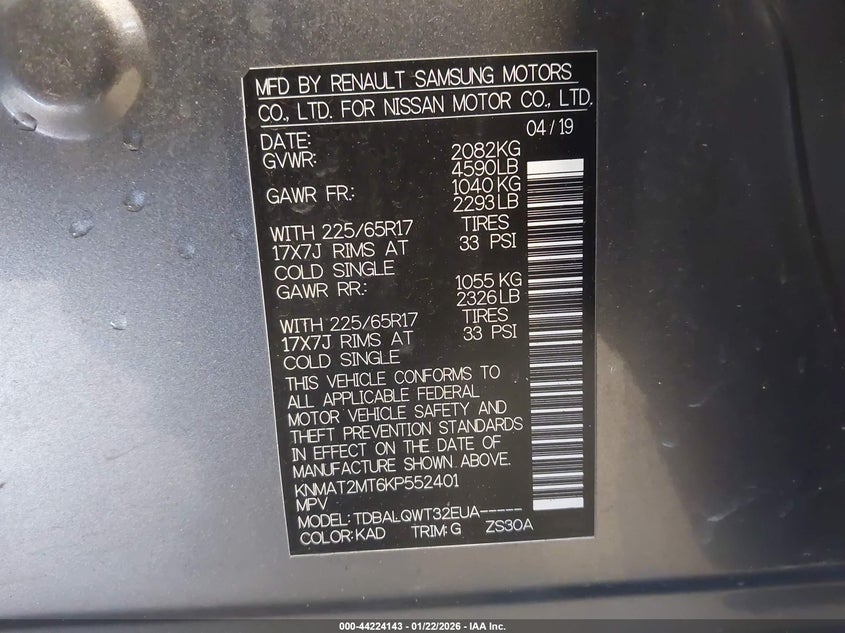 MFD BY RENAULT SAMSUNG MOTORS
CO., LTD. FOR NISSAN MOTOR CO., LTD.
DATE: 04/19
GVWR: 2082KG
4590LB
GAWR FR.: 1040KG
2293LB
WITH 225/65R17 TIRES
17X7J RIMS AT 33 PSI
COLD SINGLE
GAWR RR.: 1055KG
2326LB
WITH 225/65R17 TIRES
17X7J RIMS AT 33 PSI
COLD SINGLE
THIS VEHICLE CONFORMS TO
ALL APPLICABLE FEDERAL
MOTOR VEHICLE SAFETY AND
THEFT PREVENTION STANDARDS
IN EFFECT ON THE DATE OF
MANUFACTURE SHOWN ABOVE.
KNMAT2MT6KP552401
MPV
MODEL: TDBALQWT32EUA-----
COLOR: KAD TRIM: G ZS30A
000-44224143 - 01/22/2026 - IAA Inc.